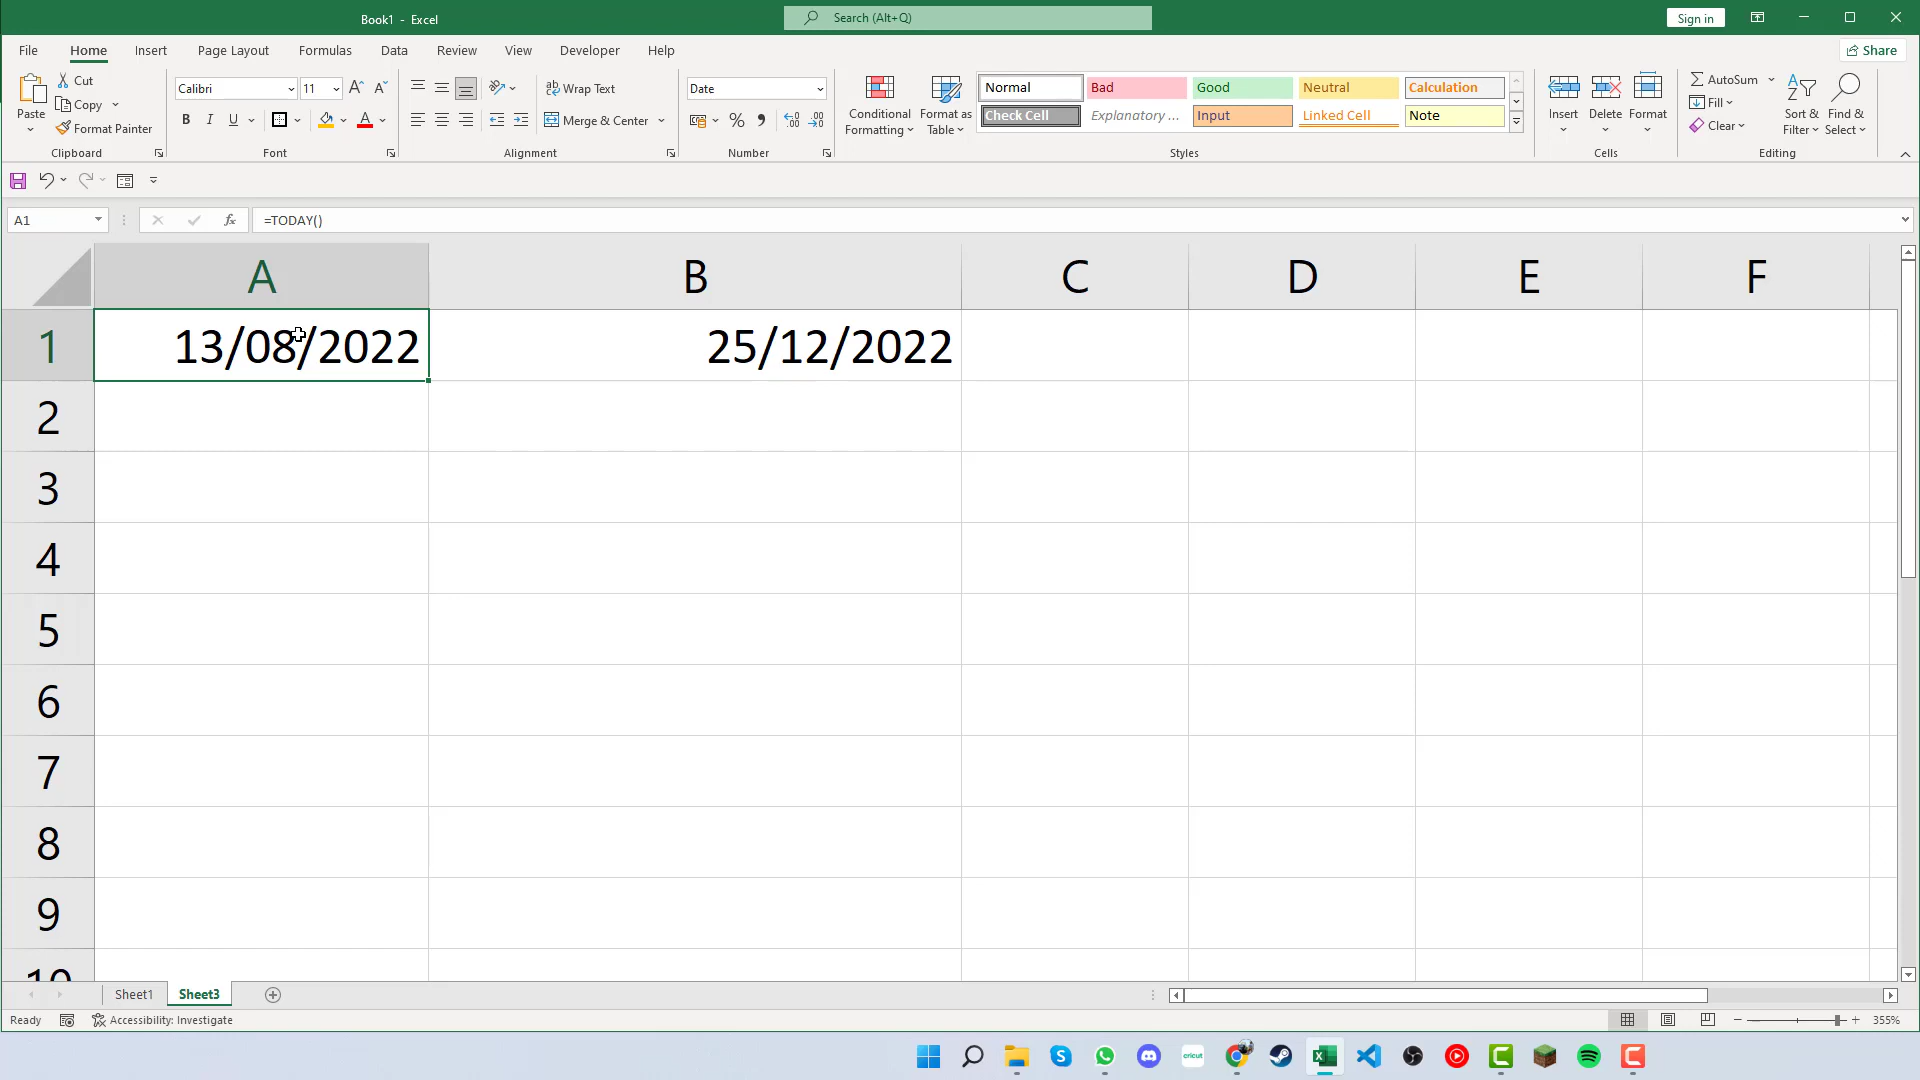 Book1 - Excel
Search (Alt+Q)
Sign in
File Home Insert Page Layout Formulas Data Review View Developer Help
Share
Paste
Cut
Copy
Format Painter
Clipboard
Calibri 11
B I U
Font
Wrap Text
Merge & Center
Alignment
Date
Number
Conditional Formatting
Format as Table
Normal Bad Good Neutral Calculation
Check Cell Explanatory ... Input Linked Cell Note
Styles
Insert Delete Format
Cells
AutoSum
Fill
Clear
Sort & Filter
Find & Select
Editing
A1
fx
=TODAY()
A B C D E F
1 13/08/2022 25/12/2022
2
3
4
5
6
7
8
9
10
Sheet1 Sheet3
Ready Accessibility: Investigate
355%
cricut